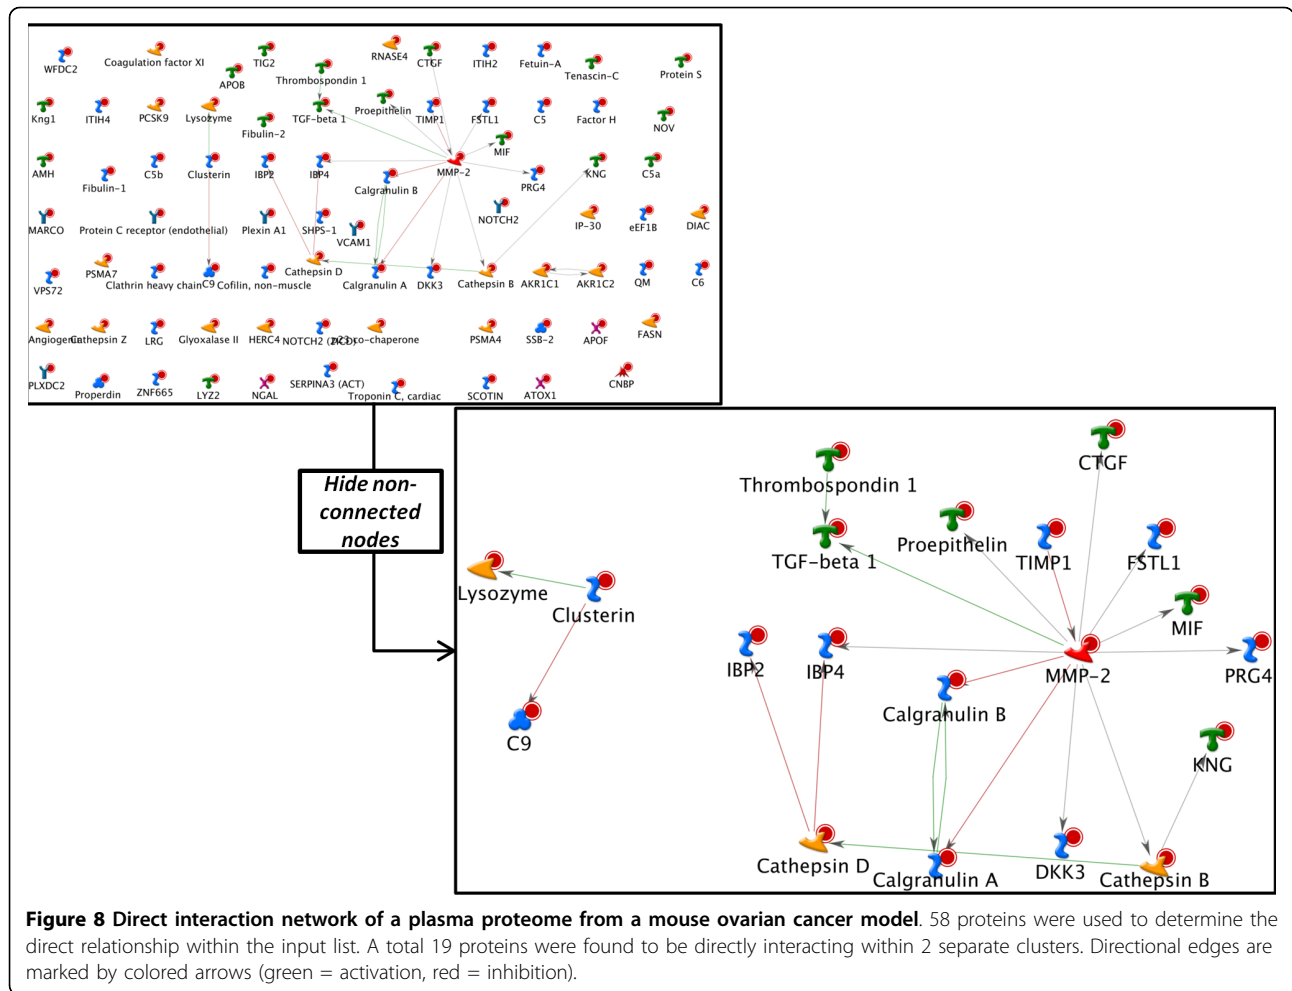 WFDC2
Coagulation factor XI
APOB
TIG2
Thrombospondin 1
RNASE4
CTGF
ITIH2
Fetuin-A
Tenascin-C
Protein S
Kng1
ITIH4
PCSK9
Lysozyme
Fibulin-2
TGF-beta 1
Proepithelin
TIMP1
FSTL1
C5
Factor H
NOV
MIF
AMH
Fibulin-1
C5b
Clusterin
IBP2
IBP4
Calgranulin B
MMP-2
PRG4
KNG
C5a
MARCO
Protein C receptor (endothelial)
Plexin A1
SHPS-1
VCAM1
NOTCH2
IP-30
eEF1B
DIAC
VPS72
PSMA7
Clathrin heavy chain
C9
Cofilin, non-muscle
Cathepsin D
Calgranulin A
DKK3
Cathepsin B
AKR1C1
AKR1C2
QM
C6
Cathepsin Z
LRG
Glyoxalase II
HERC4
NOTCH2
co-chaperone
PSMA4
SSB-2
APOF
FASN
PLXDC2
Properdin
ZNF665
LYZ2
NGAL
SERPINA3 (ACT)
Troponin C, cardiac
SCOTIN
ATOX1
CNBP
Hide non-
connected
nodes
Thrombospondin 1
CTGF
TGF-beta 1
Proepithelin
TIMP1
FSTL1
Lysozyme
Clusterin
MIF
IBP2
IBP4
MMP-2
PRG4
Calgranulin B
C9
KNG
Cathepsin D
Calgranulin A
DKK3
Cathepsin B
Figure 8 Direct interaction network of a plasma proteome from a mouse ovarian cancer model. 58 proteins were used to determine the
direct relationship within the input list. A total 19 proteins were found to be directly interacting within 2 separate clusters. Directional edges are
marked by colored arrows (green = activation, red = inhibition).